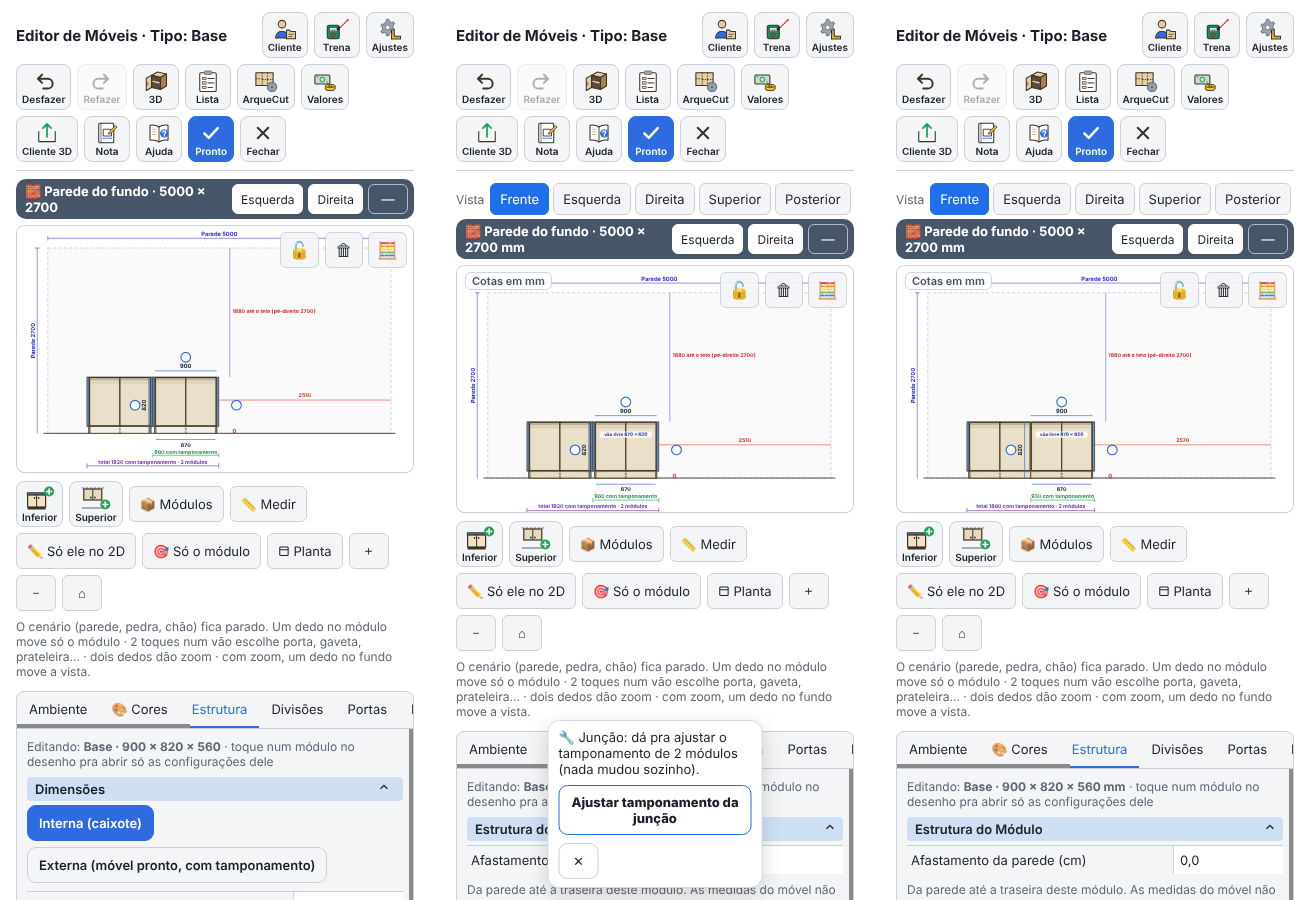 Editor de Móveis · Tipo: Base
Cliente
Trena
Ajustes
Desfazer
Refazer
3D
Lista
ArqueCut
Valores
Cliente 3D
Nota
Ajuda
Pronto
Fechar
Parede do fundo · 5000 ×
2700
Esquerda
Direita
—
Parede 5000
Parede 2700
1880 até o teto (pé-direito 2700)
900
820
2510
0
870
960 com tamponamento
total 1920 com tamponamento · 2 módulos
Inferior
Superior
Módulos
Medir
Só ele no 2D
Só o módulo
Planta
+
−
⌂
O cenário (parede, pedra, chão) fica parado. Um dedo no módulo
move só o módulo · 2 toques num vão escolhe porta, gaveta,
prateleira... · dois dedos dão zoom · com zoom, um dedo no fundo
move a vista.
Ambiente
Cores
Estrutura
Divisões
Portas
Editando: Base · 900 × 820 × 560 · toque num módulo no
desenho pra abrir só as configurações dele
Dimensões
Interna (caixote)
Externa (móvel pronto, com tamponamento)
Editor de Móveis · Tipo: Base
Cliente
Trena
Ajustes
Desfazer
Refazer
3D
Lista
ArqueCut
Valores
Cliente 3D
Nota
Ajuda
Pronto
Fechar
Vista
Frente
Esquerda
Direita
Superior
Posterior
Parede do fundo · 5000 ×
2700 mm
Esquerda
Direita
—
Cotas em mm
Parede 5000
Parede 2700
1880 até o teto (pé-direito 2700)
900
vão livre 870 × 620
820
2510
0
870
960 com tamponamento
total 1920 com tamponamento · 2 módulos
Inferior
Superior
Módulos
Medir
Só ele no 2D
Só o módulo
Planta
+
−
⌂
O cenário (parede, pedra, chão) fica parado. Um dedo no módulo
move só o módulo · 2 toques num vão escolhe porta, gaveta,
prateleira... · dois dedos dão zoom · com zoom, um dedo no fundo
move a vista.
Ambiente
Portas
Editando: Base
módulo no
desenho pra a
Estrutura do
Afastamento
Junção: dá pra ajustar o
tamponamento de 2 módulos
(nada mudou sozinho).
Ajustar tamponamento da
junção
×
Da parede até a traseira deste módulo. As medidas do móvel não
Editor de Móveis · Tipo: Base
Cliente
Trena
Ajustes
Desfazer
Refazer
3D
Lista
ArqueCut
Valores
Cliente 3D
Nota
Ajuda
Pronto
Fechar
Vista
Frente
Esquerda
Direita
Superior
Posterior
Parede do fundo · 5000 ×
2700 mm
Esquerda
Direita
—
Cotas em mm
Parede 5000
Parede 2700
1880 até o teto (pé-direito 2700)
900
vão livre 870 × 620
820
2570
0
870
930 com tamponamento
total 1860 com tamponamento · 2 módulos
Inferior
Superior
Módulos
Medir
Só ele no 2D
Só o módulo
Planta
+
−
⌂
O cenário (parede, pedra, chão) fica parado. Um dedo no módulo
move só o módulo · 2 toques num vão escolhe porta, gaveta,
prateleira... · dois dedos dão zoom · com zoom, um dedo no fundo
move a vista.
Ambiente
Cores
Estrutura
Divisões
Portas
Editando: Base · 900 × 820 × 560 mm · toque num módulo no
desenho pra abrir só as configurações dele
Estrutura do Módulo
Afastamento da parede (cm)
0,0
Da parede até a traseira deste módulo. As medidas do móvel não